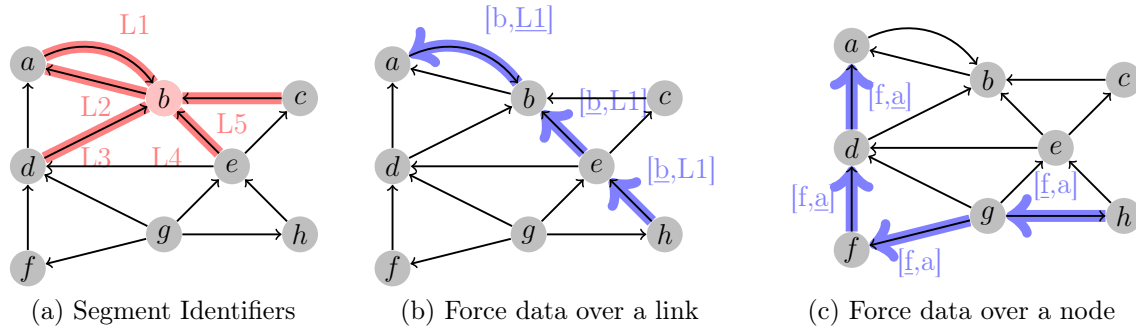 L1
a
b
c
L2
L5
L3
L4
d
e
g
h
f
(a) Segment Identifiers
[b,L1]
a
b
c
[b,L1]
d
e
[b,L1]
g
h
f
(b) Force data over a link
a
b
c
[f,a]
d
e
[f,a]
[f,a]
g
h
f
[f,a]
(c) Force data over a node